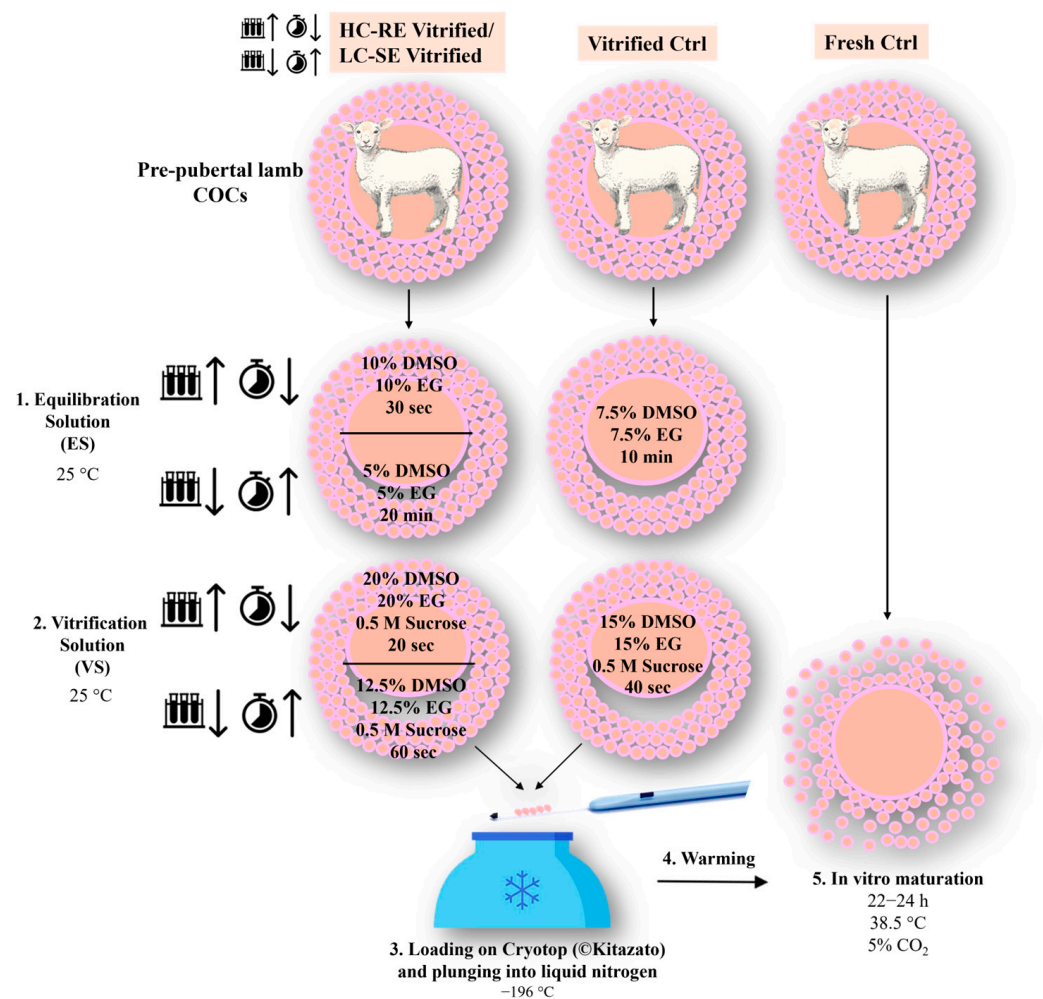 HC-RE Vitrified/
LC-SE Vitrified
Vitrified Ctrl
Fresh Ctrl
Pre-pubertal lamb
COCs
1. Equilibration
Solution
(ES)
25 °C
10% DMSO
10% EG
30 sec
5% DMSO
5% EG
20 min
7.5% DMSO
7.5% EG
10 min
2. Vitrification
Solution
(VS)
25 °C
20% DMSO
20% EG
0.5 M Sucrose
20 sec
12.5% DMSO
12.5% EG
0.5 M Sucrose
60 sec
15% DMSO
15% EG
0.5 M Sucrose
40 sec
3. Loading on Cryotop (©Kitazato)
and plunging into liquid nitrogen
−196 °C
4. Warming
5. In vitro maturation
22−24 h
38.5 °C
5% CO₂